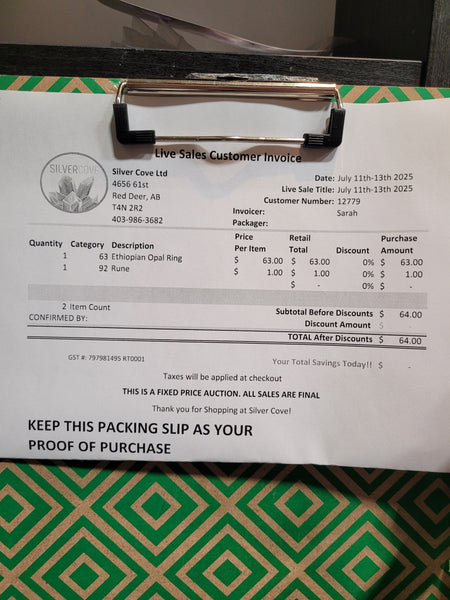 Live Sales Customer Invoice
SILVERCOVE
Silver Cove Ltd
4656 61st
Red Deer, AB
T4N 2R2
403-986-3682
Date: July 11th-13th 2025
Live Sale Title: July 11th-13th 2025
Customer Number: 12779
Invoicer: Sarah
Packager:
Quantity Category Description Price Per Item Retail Total Discount Purchase Amount
1 63 Ethiopian Opal Ring $ 63.00 $ 63.00 0% $ 63.00
1 92 Rune $ 1.00 $ 1.00 0% $ 1.00
0% $ -
2 Item Count
Subtotal Before Discounts $ 64.00
CONFIRMED BY:
Discount Amount $ -
TOTAL After Discounts $ 64.00
GST #: 797981495 RT0001
Your Total Savings Today!! $ -
Taxes will be applied at checkout
THIS IS A FIXED PRICE AUCTION. ALL SALES ARE FINAL
Thank you for Shopping at Silver Cove!
KEEP THIS PACKING SLIP AS YOUR
PROOF OF PURCHASE